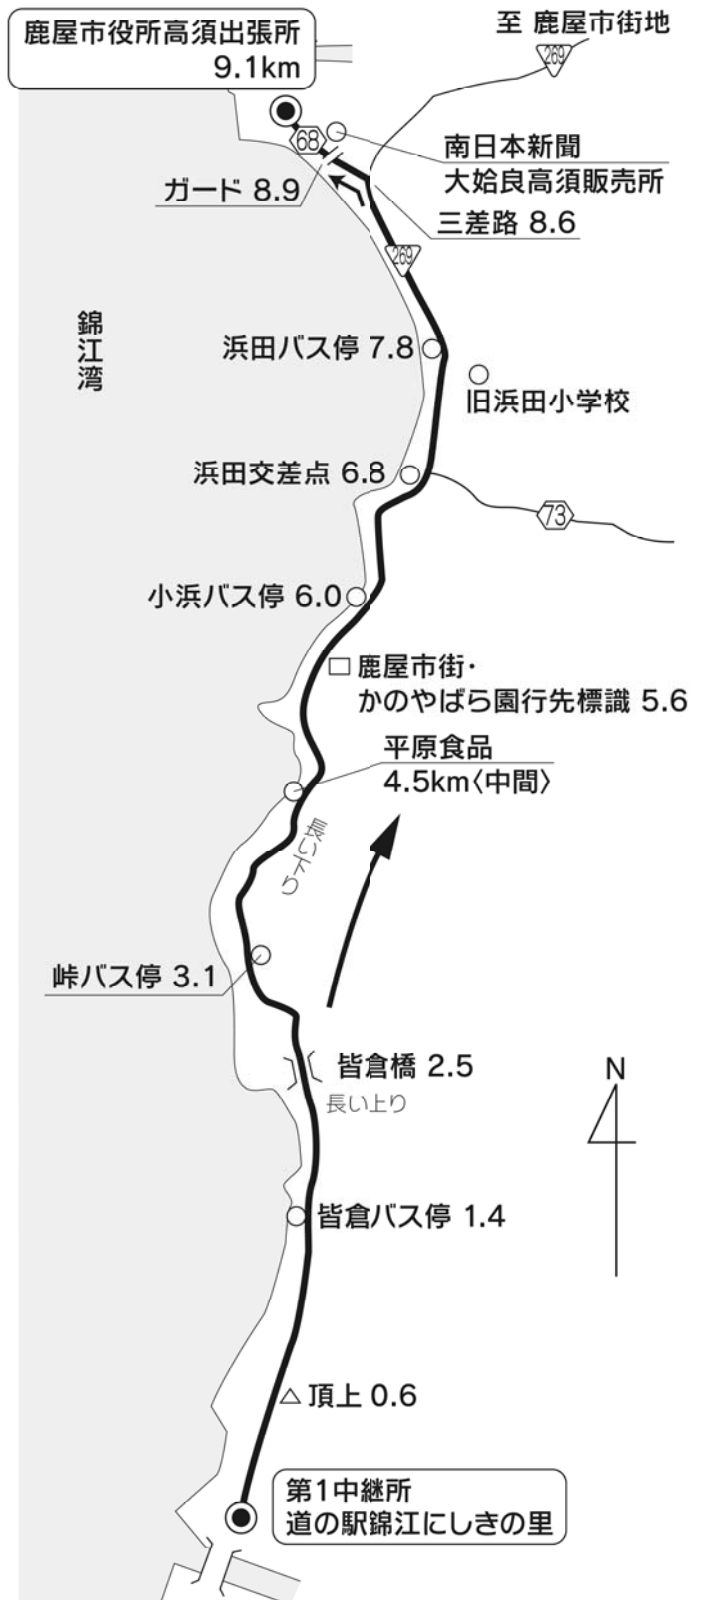 鹿屋市役所高須出張所
9.1km
至 鹿屋市街地
269
68
南日本新聞
大姶良高須販売所
ガード 8.9
三差路 8.6
269
錦江湾
浜田バス停 7.8
旧浜田小学校
浜田交差点 6.8
73
小浜バス停 6.0
鹿屋市街・
かのやばら園行先標識 5.6
平原食品
4.5km〈中間〉
長い下り
峠バス停 3.1
皆倉橋 2.5
N
長い上り
皆倉バス停 1.4
頂上 0.6
第1中継所
道の駅錦江にしきの里